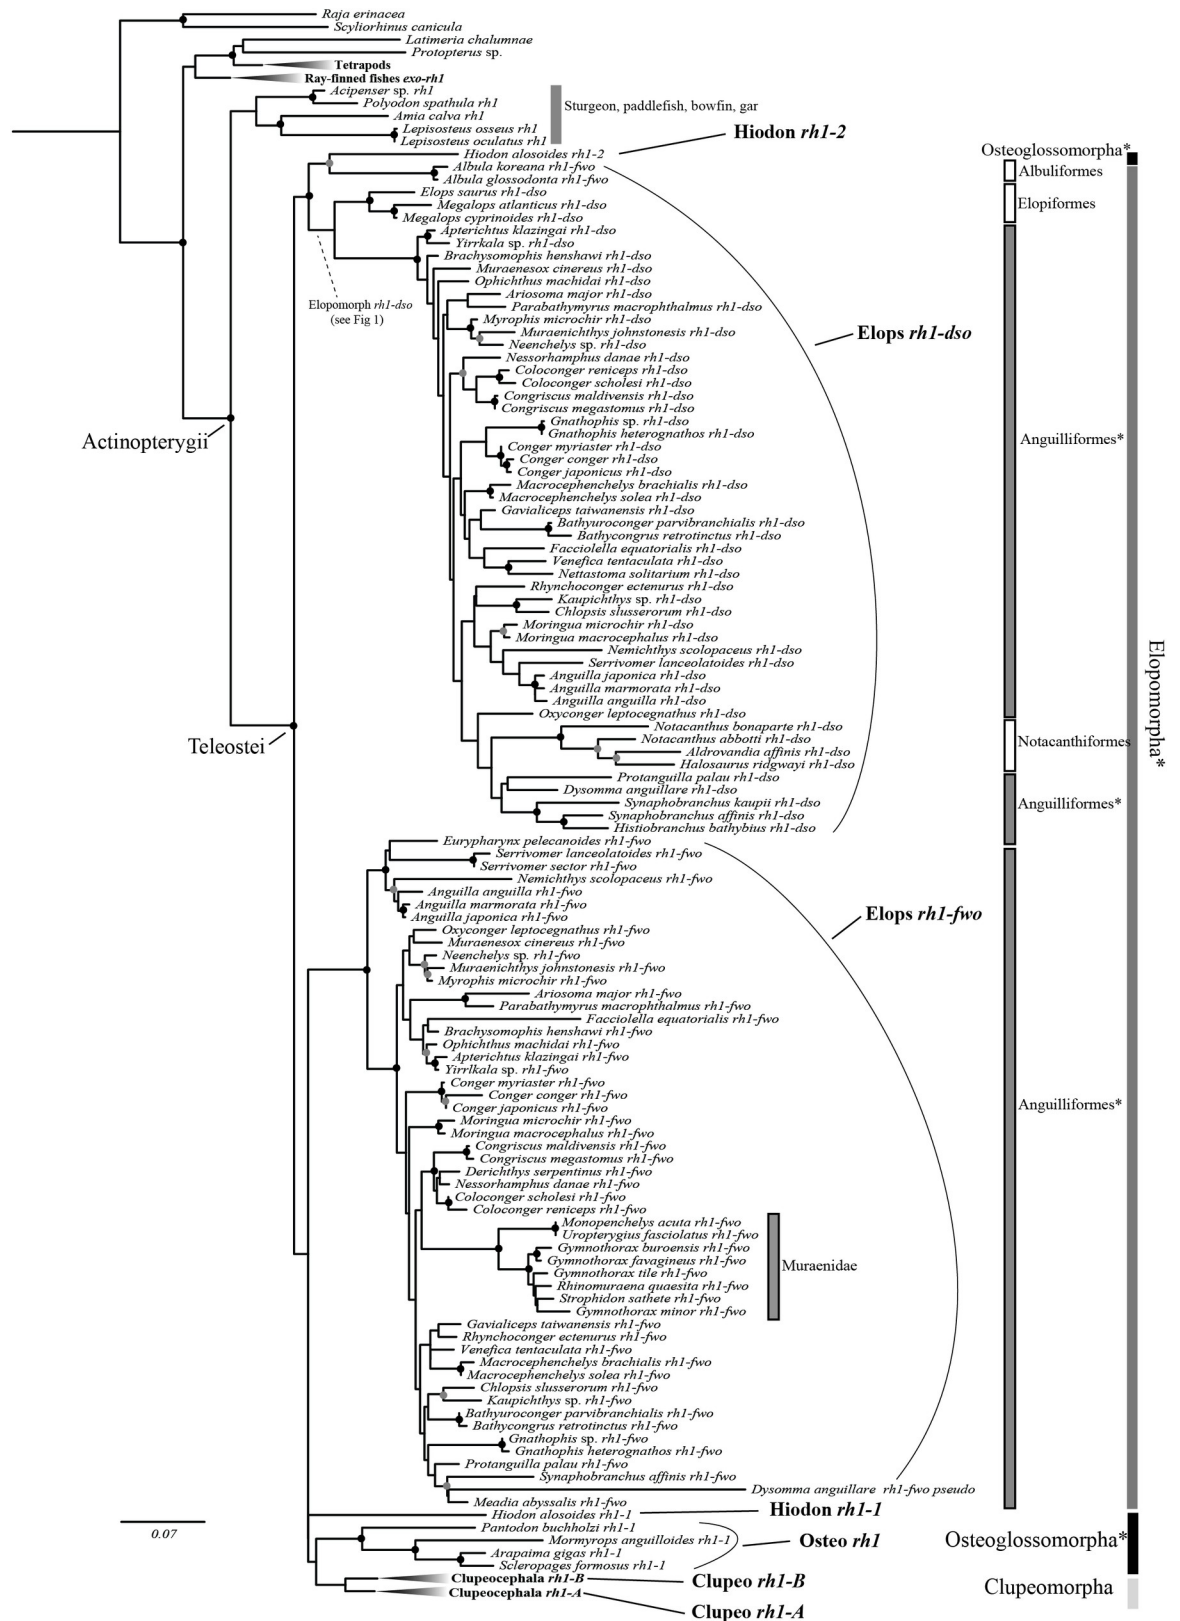 Raja erinacea
Scyliorhinus canicula
Latimeria chalumnae
Protopterus sp.
Tetrapods
Ray-finned fishes exo-rh1
Acipenser sp. rh1
Polyodon spathula rh1
Amia calva rh1
Lepisosteus osseus rh1
Lepisosteus oculatus rh1
Sturgeon, paddlefish, bowfin, gar
Hiodon rh1-2
Hiodon alosoides rh1-2
Osteoglossomorpha*
Albula koreana rh1-fwo
Albula glossodonta rh1-fwo
Albuliformes
Elops saurus rh1-dso
Megalops atlanticus rh1-dso
Megalops cyprinoides rh1-dso
Elopiformes
Apterichtus klazingai rh1-dso
Yirrkala sp. rh1-dso
Brachysomophis henshawi rh1-dso
Muraenesox cinereus rh1-dso
Ophichthus machidai rh1-dso
Ariosoma major rh1-dso
Parabathymyrus macrophthalmus rh1-dso
Myrophis microchir rh1-dso
Muraenichthys johnstonesis rh1-dso
Neenchelys sp. rh1-dso
Elopomorph rh1-dso
(see Fig 1)
Elops rh1-dso
Nessorhamphus danae rh1-dso
Coloconger reniceps rh1-dso
Coloconger scholesi rh1-dso
Congriscus maldivensis rh1-dso
Congriscus megastomus rh1-dso
Gnathophis sp. rh1-dso
Gnathophis heterognathos rh1-dso
Actinopterygii
Anguilliformes*
Conger myriaster rh1-dso
Conger conger rh1-dso
Conger japonicus rh1-dso
Macrocephenchelys brachialis rh1-dso
Macrocephenchelys solea rh1-dso
Gavialiceps taiwanensis rh1-dso
Bathyuroconger parvibranchialis rh1-dso
Bathycongrus retrotinctus rh1-dso
Facciolella equatorialis rh1-dso
Venefica tentaculata rh1-dso
Nettastoma solitarium rh1-dso
Rhynchoconger ectenurus rh1-dso
Kaupichthys sp. rh1-dso
Chlopsis slusserorum rh1-dso
Moringua microchir rh1-dso
Moringua macrocephalus rh1-dso
Nemichthys scolopaceus rh1-dso
Serrivomer lanceolatoides rh1-dso
Anguilla japonica rh1-dso
Anguilla marmorata rh1-dso
Anguilla anguilla rh1-dso
Elopomorpha*
Oxyconger leptocegnathus rh1-dso
Notacanthus bonaparte rh1-dso
Notacanthus abbotti rh1-dso
Aldrovandia affinis rh1-dso
Halosaurus ridgwayi rh1-dso
Notacanthiformes
Teleostei
Protanguilla palau rh1-dso
Dysomma anguillare rh1-dso
Synaphobranchus kaupii rh1-dso
Synaphobranchus affinis rh1-dso
Histiobranchus bathybius rh1-dso
Anguilliformes*
Eurypharynx pelecanoides rh1-fwo
Serrivomer lanceolatoides rh1-fwo
Serrivomer sector rh1-fwo
Nemichthys scolopaceus rh1-fwo
Anguilla anguilla rh1-fwo
Anguilla marmorata rh1-fwo
Anguilla japonica rh1-fwo
Elops rh1-fwo
Oxyconger leptocegnathus rh1-fwo
Muraenesox cinereus rh1-fwo
Neenchelys sp. rh1-fwo
Muraenichthys johnstonesis rh1-fwo
Myrophis microchir rh1-fwo
Ariosoma major rh1-fwo
Parabathymyrus macrophthalmus rh1-fwo
Facciolella equatorialis rh1-fwo
Brachysomophis henshawi rh1-fwo
Ophichthus machidai rh1-fwo
Apterichtus klazingai rh1-fwo
Yirrlkala sp. rh1-fwo
Conger myriaster rh1-fwo
Conger conger rh1-fwo
Conger japonicus rh1-fwo
Anguilliformes*
Moringua microchir rh1-fwo
Moringua macrocephalus rh1-fwo
Congriscus maldivensis rh1-fwo
Congriscus megastomus rh1-fwo
Derichthys serpentinus rh1-fwo
Nessorhamphus danae rh1-fwo
Coloconger scholesi rh1-fwo
Coloconger reniceps rh1-fwo
Monopenchelys acuta rh1-fwo
Uropterygius fasciolatus rh1-fwo
Gymnothorax buroensis rh1-fwo
Gymnothorax favagineus rh1-fwo
Gymnothorax tile rh1-fwo
Rhinomuraena quaesita rh1-fwo
Strophidon sathete rh1-fwo
Gymnothorax minor rh1-fwo
Muraenidae
Gavialiceps taiwanensis rh1-fwo
Rhynchoconger ectenurus rh1-fwo
Venefica tentaculata rh1-fwo
Macrocephenchelys brachialis rh1-fwo
Macrocephenchelys solea rh1-fwo
Chlopsis slusserorum rh1-fwo
Kaupichthys sp. rh1-fwo
Bathyuroconger parvibranchialis rh1-fwo
Bathycongrus retrotinctus rh1-fwo
Gnathophis sp. rh1-fwo
Gnathophis heterognathos rh1-fwo
Protanguilla palau rh1-fwo
Synaphobranchus affinis rh1-fwo
Dysomma anguillare rh1-fwo pseudo
Meadia abyssalis rh1-fwo
Hiodon alosoides rh1-1
Hiodon rh1-1
Pantodon buchholzi rh1-1
Mormyrops anguilloides rh1-1
Arapaima gigas rh1-1
Scleropages formosus rh1-1
Osteo rh1
Osteoglossomorpha*
Clupeocephala rh1-B
Clupeocephala rh1-A
Clupeo rh1-B
Clupeo rh1-A
Clupeomorpha
0.07